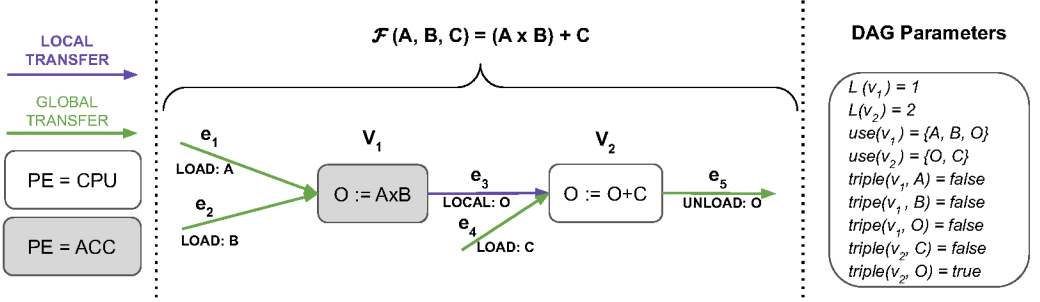 LOCAL
TRANSFER
GLOBAL
TRANSFER
PE = CPU
PE = ACC
𝓕 (A, B, C) = (A x B) + C
e₁
LOAD: A
e₂
LOAD: B
V₁
O := AxB
e₃
LOCAL: O
e₄
LOAD: C
V₂
O := O+C
e₅
UNLOAD: O
DAG Parameters
L(v₁) = 1
L(v₂) = 2
use(v₁) = {A, B, O}
use(v₂) = {O, C}
triple(v₁, A) = false
tripe(v₁, B) = false
triple(v₁, O) = false
triple(v₂, C) = false
triple(v₂, O) = true